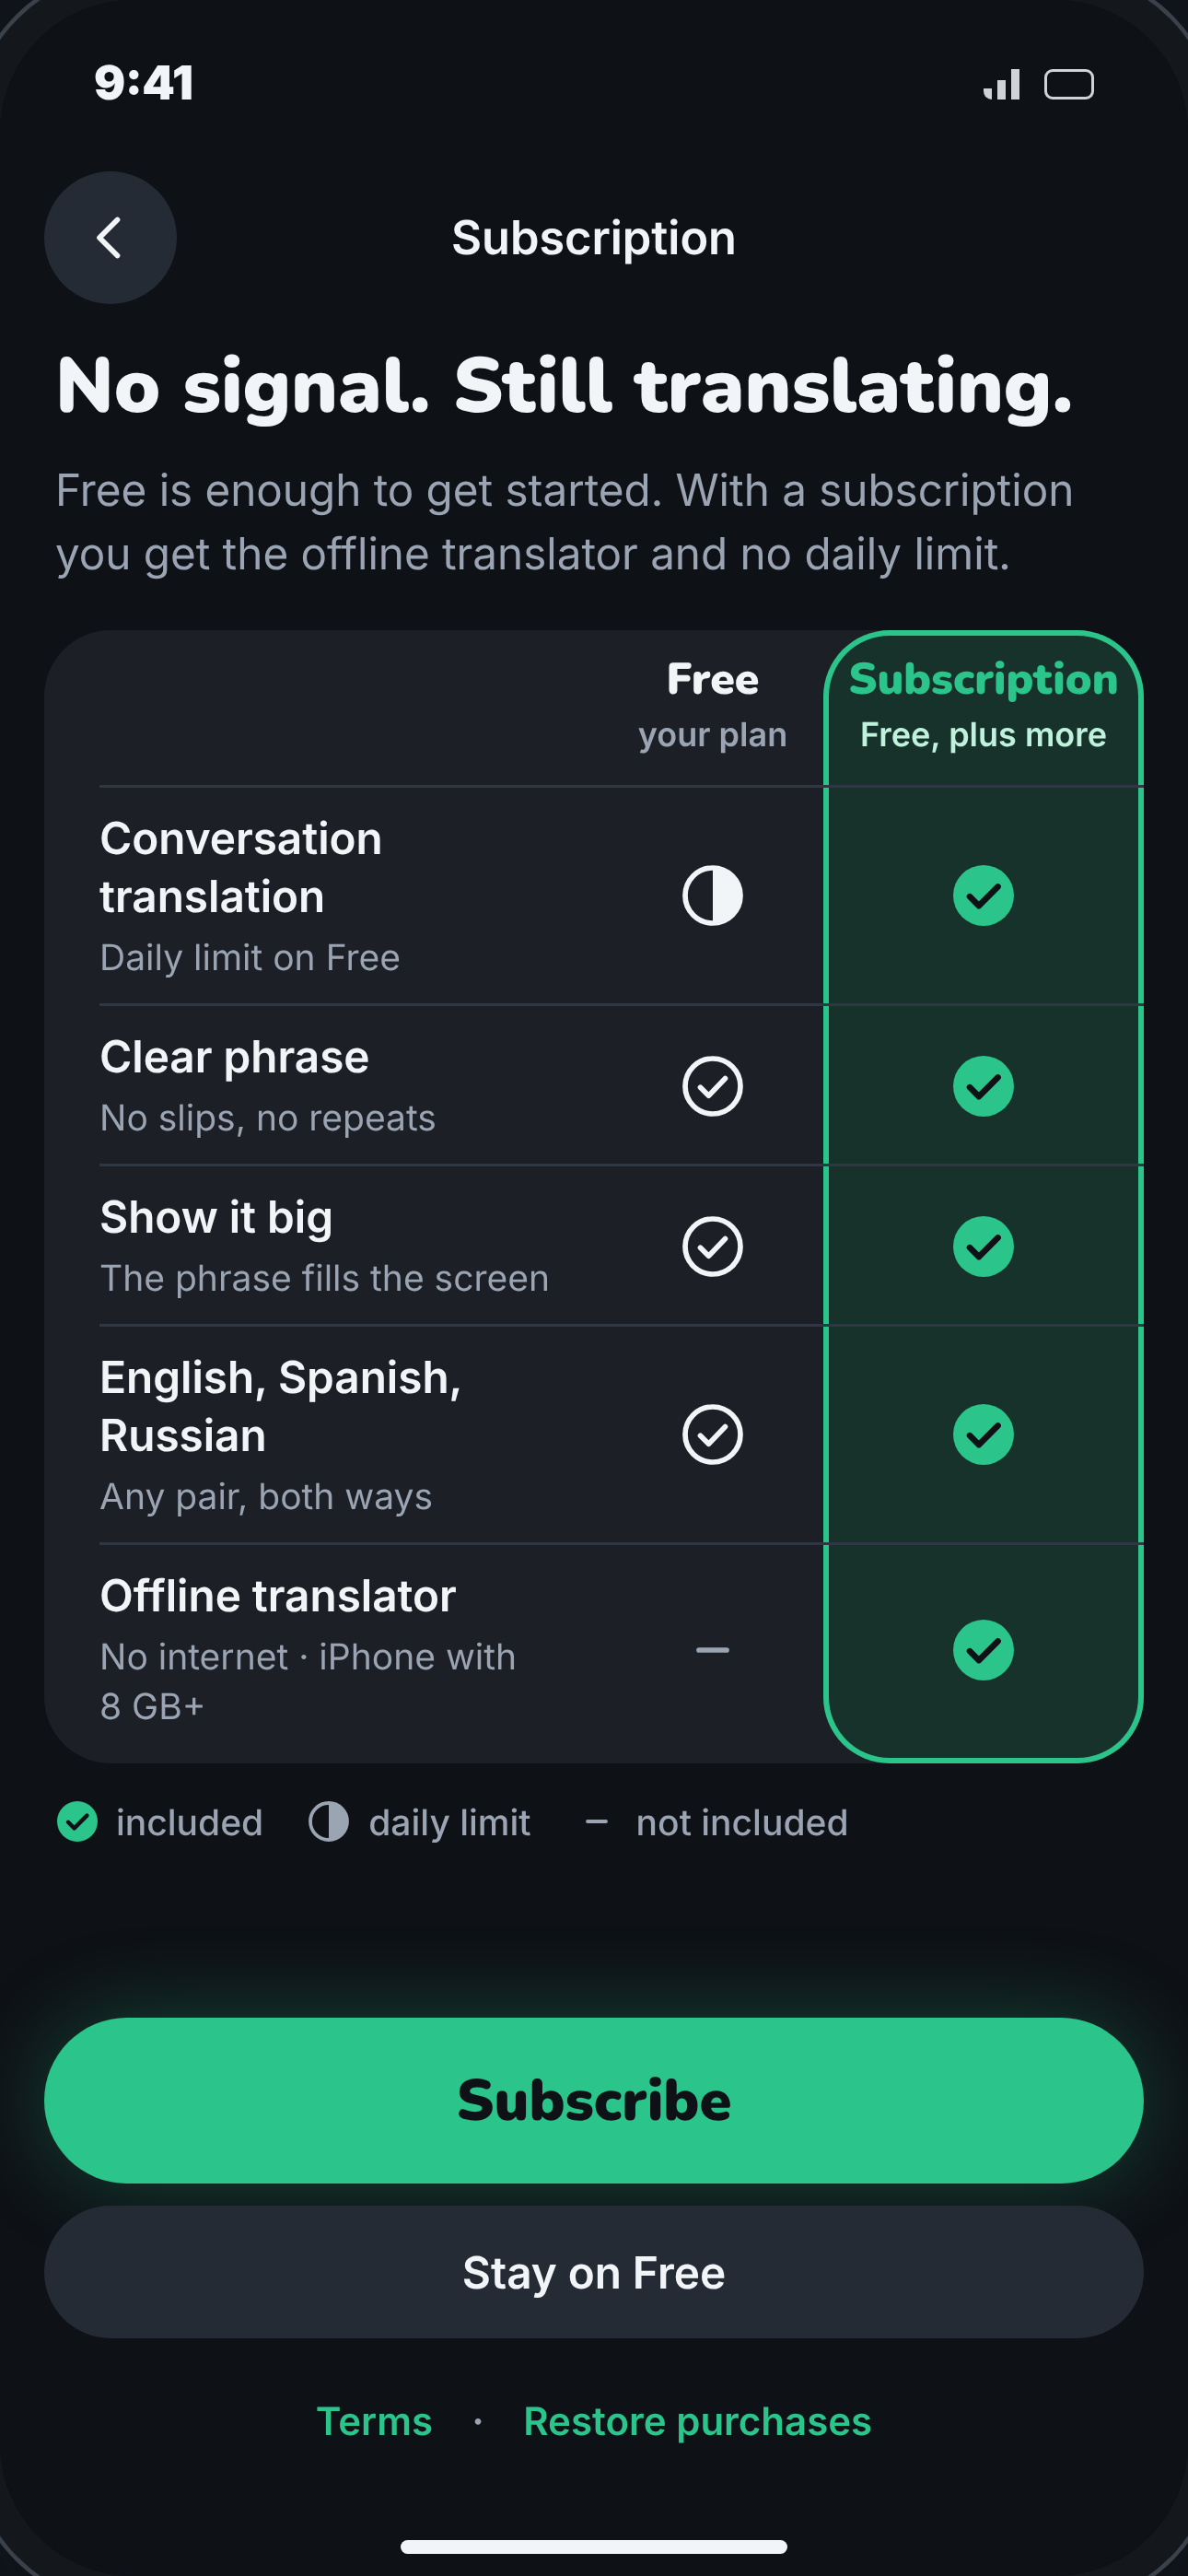 9:41
Subscription
No signal. Still translating.
Free is enough to get started. With a subscription
you get the offline translator and no daily limit.
Free
Subscription
your plan
Free, plus more
Conversation
translation
Daily limit on Free
Clear phrase
No slips, no repeats
Show it big
The phrase fills the screen
English, Spanish,
Russian
Any pair, both ways
Offline translator
No internet · iPhone with
8 GB+
included
daily limit
not included
Subscribe
Stay on Free
Terms · Restore purchases